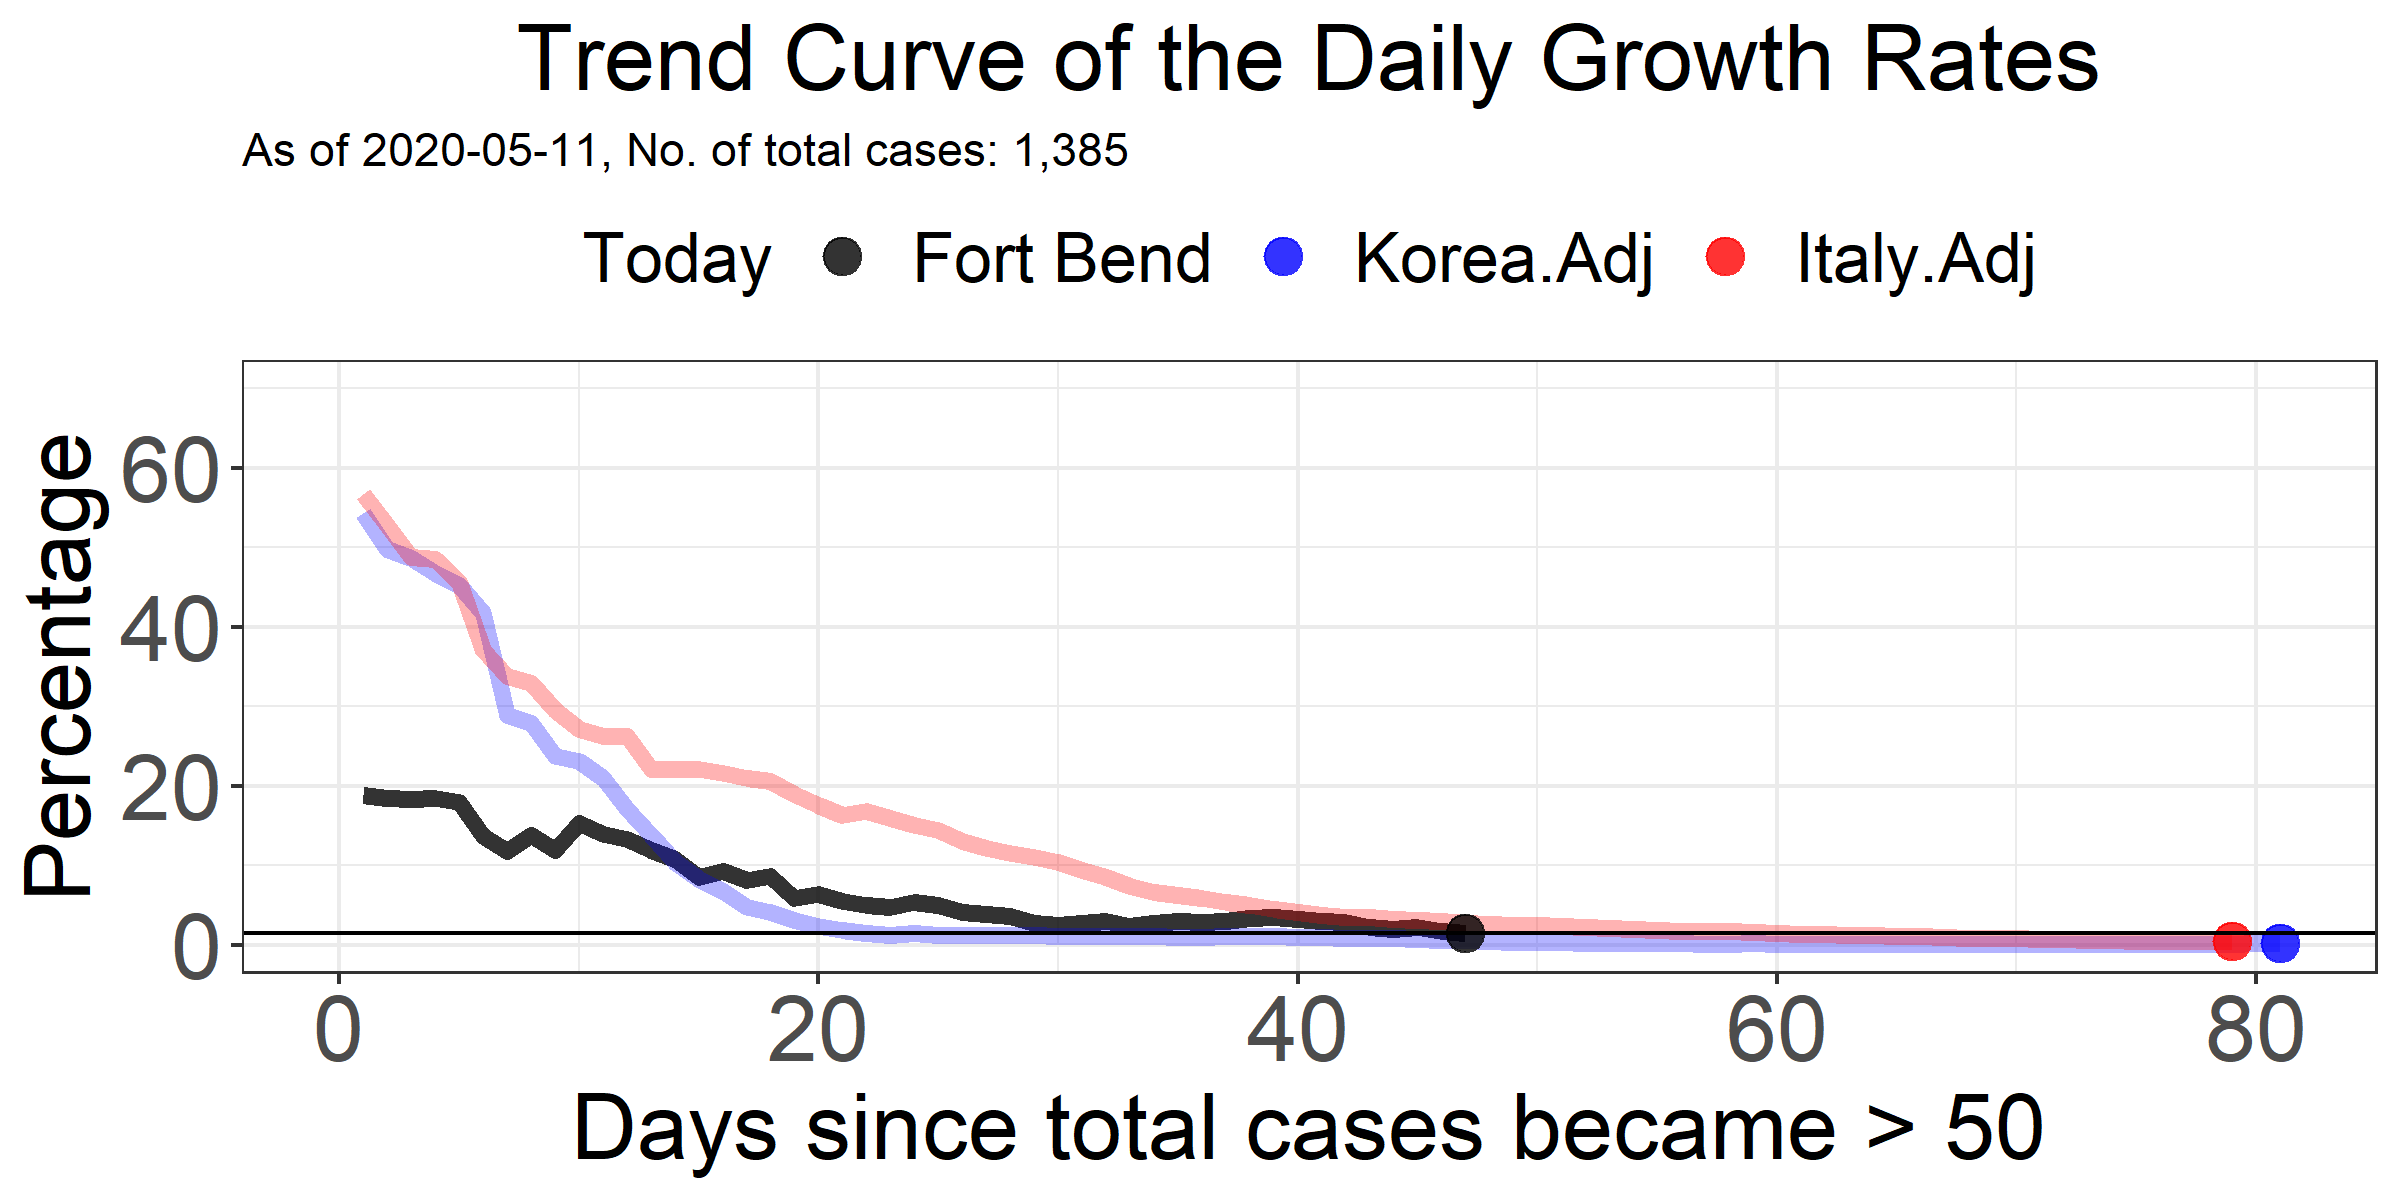 Trend Curve of the Daily Growth Rates
As of 2020-05-11, No. of total cases: 1,385
Today Fort Bend Korea.Adj Italy.Adj
Percentage
60
40
20
0
0 20 40 60 80
Days since total cases became > 50